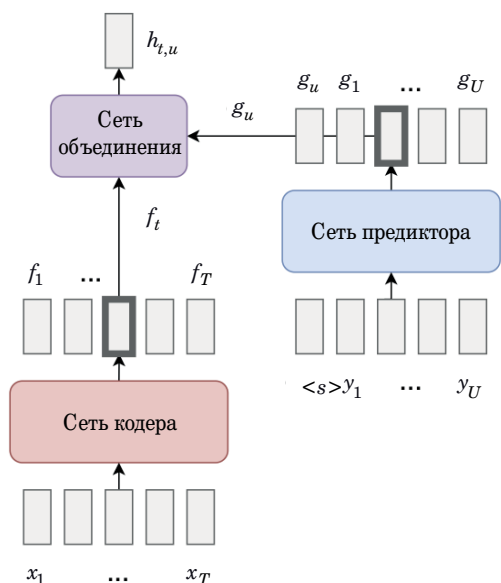 h_{t,u}
g_u g_1 ... g_U
Сеть
объединения
g_u
f_t
Сеть предиктора
f_1 ... f_T
<s> y_1 ... y_U
Сеть кодера
x_1 ... x_T